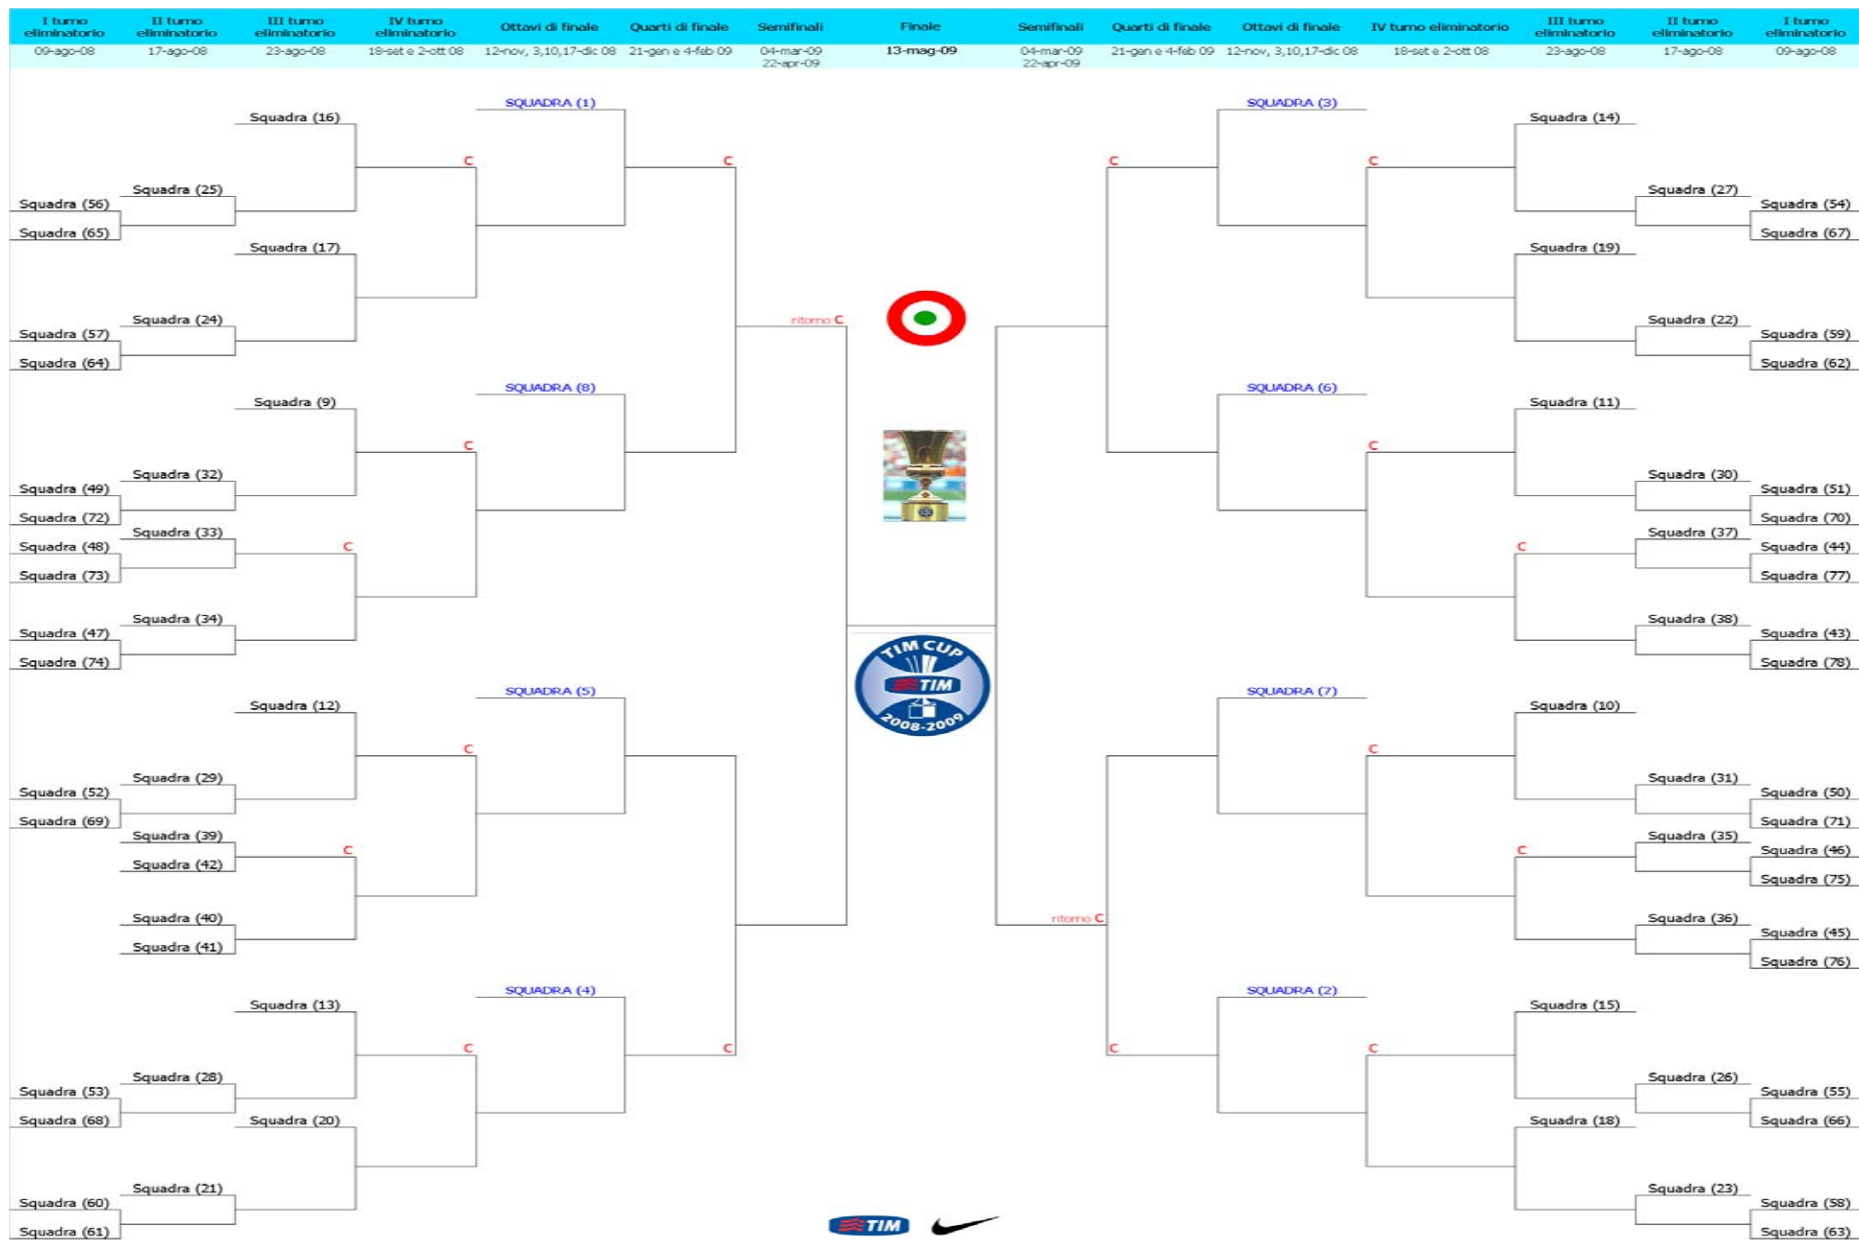 I turno eliminatorio
II turno eliminatorio
III turno eliminatorio
IV turno eliminatorio
Ottavi di finale
Quarti di finale
Semifinali
Finale
Semifinali
Quarti di finale
Ottavi di finale
IV turno eliminatorio
III turno eliminatorio
II turno eliminatorio
I turno eliminatorio
09-ago-08
17-ago-08
23-ago-08
18-set e 2-ott 08
12-nov, 3,10,17-dic 08
21-gen e 4-feb 09
04-mar-09
22-apr-09
13-mag-09
04-mar-09
22-apr-09
21-gen e 4-feb 09
12-nov, 3,10,17-dic 08
18-set e 2-ott 08
23-ago-08
17-ago-08
09-ago-08
SQUADRA (1)
Squadra (16)
C
C
Squadra (25)
Squadra (56)
Squadra (65)
Squadra (17)
Squadra (24)
Squadra (57)
Squadra (64)
ritorno C
SQUADRA (8)
Squadra (9)
C
Squadra (32)
Squadra (49)
Squadra (72)
Squadra (33)
Squadra (48)
C
Squadra (73)
Squadra (34)
Squadra (47)
Squadra (74)
SQUADRA (5)
Squadra (12)
C
Squadra (29)
Squadra (52)
Squadra (69)
Squadra (39)
C
Squadra (42)
Squadra (40)
Squadra (41)
SQUADRA (4)
Squadra (13)
C
C
Squadra (28)
Squadra (53)
Squadra (68)
Squadra (20)
Squadra (21)
Squadra (60)
Squadra (61)
TIM CUP
TIM
2008-2009
TIM
SQUADRA (3)
Squadra (14)
C
C
Squadra (27)
Squadra (54)
Squadra (67)
Squadra (19)
Squadra (22)
Squadra (59)
Squadra (62)
SQUADRA (6)
Squadra (11)
C
Squadra (30)
Squadra (51)
Squadra (70)
Squadra (37)
C
Squadra (44)
Squadra (77)
Squadra (38)
Squadra (43)
Squadra (78)
SQUADRA (7)
Squadra (10)
C
Squadra (31)
Squadra (50)
Squadra (71)
Squadra (35)
C
Squadra (46)
Squadra (75)
ritorno C
Squadra (36)
Squadra (45)
Squadra (76)
SQUADRA (2)
Squadra (15)
C
C
Squadra (26)
Squadra (55)
Squadra (66)
Squadra (18)
Squadra (23)
Squadra (58)
Squadra (63)